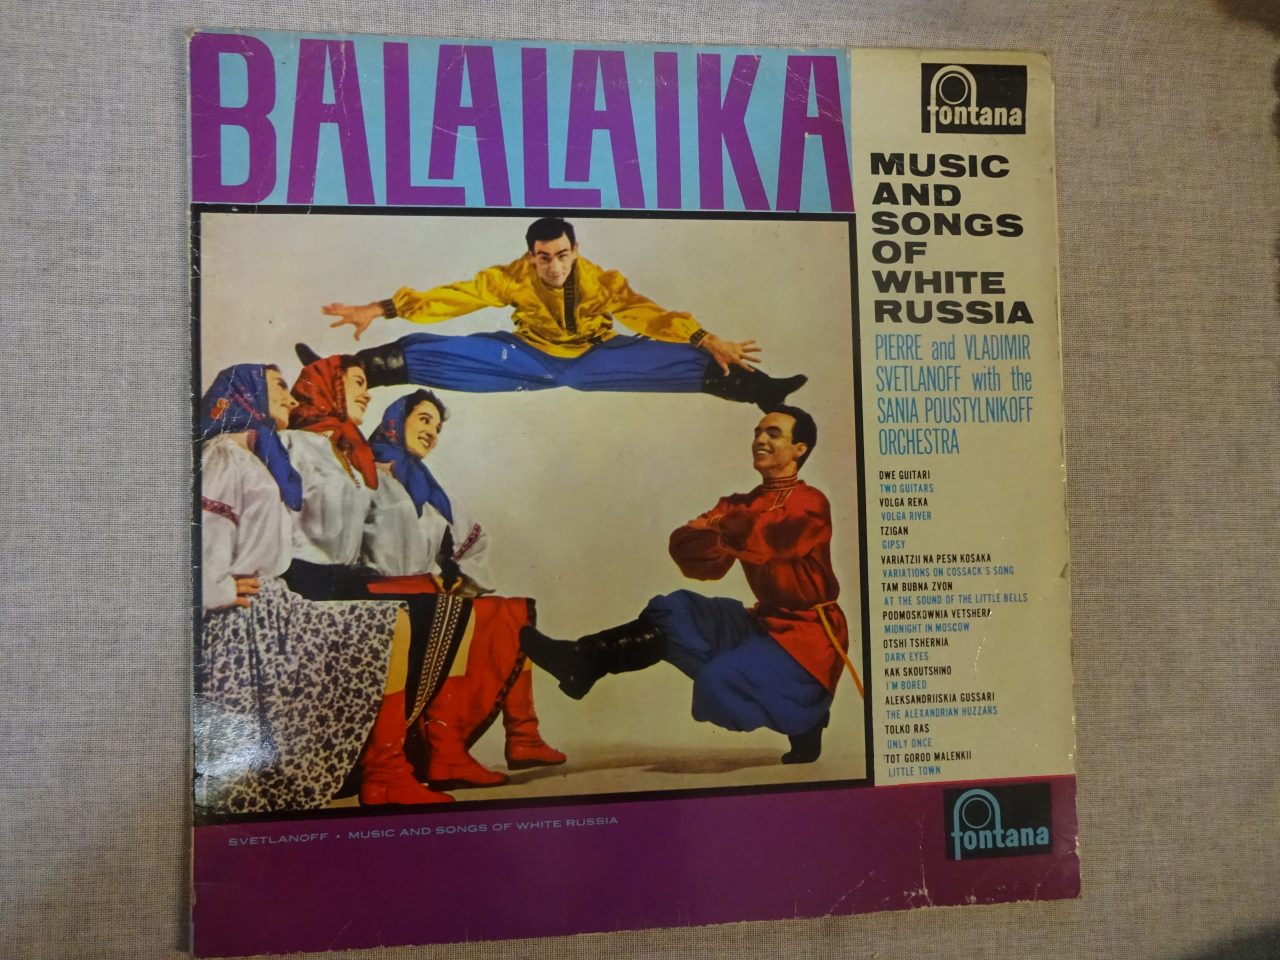 BALALAIKA
fontana
MUSIC
AND
SONGS
OF
WHITE
RUSSIA
PIERRE and VLADIMIR
SVETLANOFF with the
SANIA POUSTYLNIKOFF
ORCHESTRA
DWE GUITARI
TWO GUITARS
VOLGA REKA
VOLGA RIVER
TZIGAN
GIPSY
VARIATZII NA PESN KOSAKA
VARIATIONS ON COSSACK'S SONG
TAM BUBNA ZVON
AT THE SOUND OF THE LITTLE BELLS
PODMOSKOWNIA VETSHERA
MIDNIGHT IN MOSCOW
OTSHI TSHERNIA
DARK EYES
KAK SKOUTSHINO
I'M BORED
ALEKSANDRIISKIA GUSSARI
THE ALEXANDRIAN HUZZARS
TOLKO RAS
ONLY ONCE
TOT GOROD MALENKII
LITTLE TOWN
SVETLANOFF • MUSIC AND SONGS OF WHITE RUSSIA
fontana